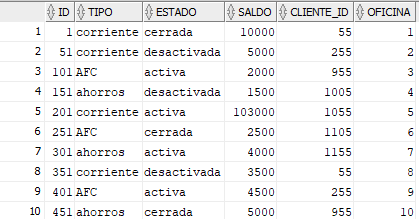 ID TIPO ESTADO SALDO CLIENTE_ID OFICINA
1 1 corriente cerrada 10000 55 1
2 51 corriente desactivada 5000 255 2
3 101 AFC activa 2000 955 3
4 151 ahorros desactivada 1500 1005 4
5 201 corriente activa 103000 1055 5
6 251 AFC cerrada 2500 1105 6
7 301 ahorros activa 4000 1155 7
8 351 corriente desactivada 3500 55 8
9 401 AFC activa 4500 255 9
10 451 ahorros cerrada 5000 955 10